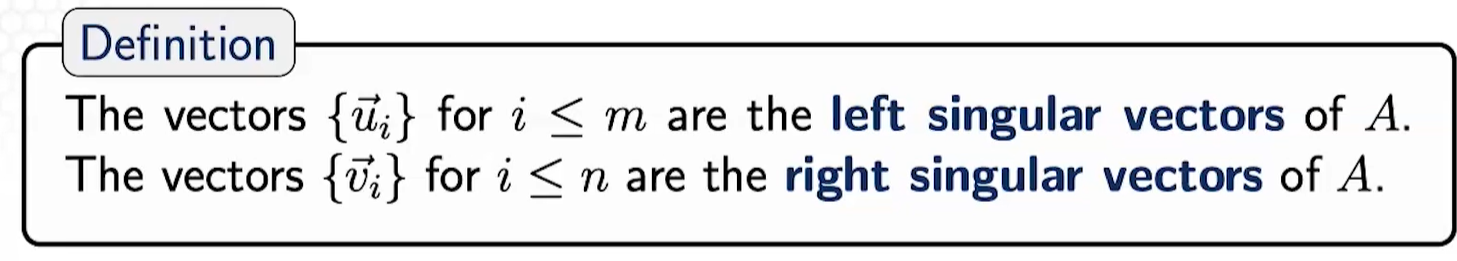 Definition
The vectors $\{\vec{u}_i\}$ for $i \leq m$ are the left singular vectors of $A$.
The vectors $\{\vec{v}_i\}$ for $i \leq n$ are the right singular vectors of $A$.